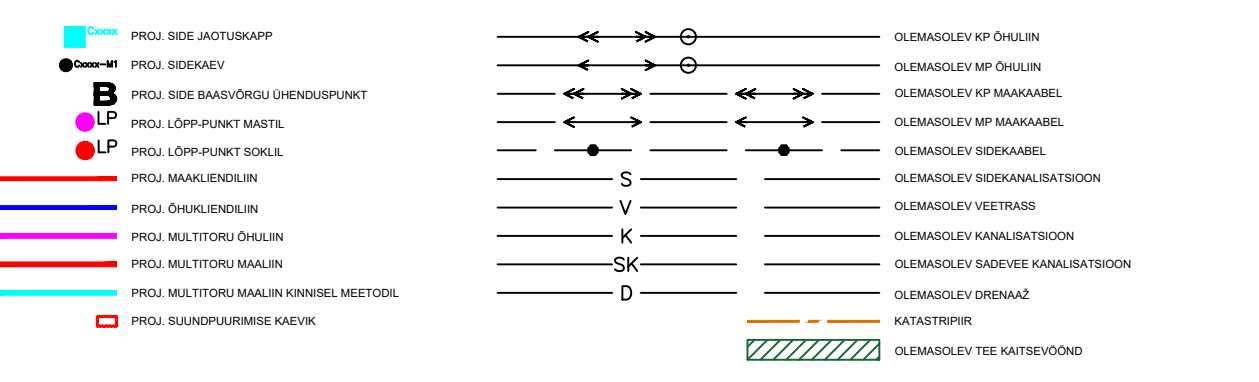 Cxxxx PROJ. SIDE JAOTUSKAPP
Cxxxx-M1 PROJ. SIDEKAEV
B PROJ. SIDE BAASVÕRGU ÜHENDUSPUNKT
LP PROJ. LÕPP-PUNKT MASTIL
LP PROJ. LÕPP-PUNKT SOKLIL
PROJ. MAAKLIENDILIIN
PROJ. ÕHUKLIENDILIIN
PROJ. MULTITORU ÕHULIIN
PROJ. MULTITORU MAALIIN
PROJ. MULTITORU MAALIIN KINNISEL MEETODIL
PROJ. SUUNDPUURIMISE KAEVIK
OLEMASOLEV KP ÕHULIIN
OLEMASOLEV MP ÕHULIIN
OLEMASOLEV KP MAAKAABEL
OLEMASOLEV MP MAAKAABEL
OLEMASOLEV SIDEKAABEL
S OLEMASOLEV SIDEKANALISATSIOON
V OLEMASOLEV VEETRASS
K OLEMASOLEV KANALISATSIOON
SK OLEMASOLEV SADEVEE KANALISATSIOON
D OLEMASOLEV DRENAAŽ
KATASTRIPIIR
OLEMASOLEV TEE KAITSEVÖÖND